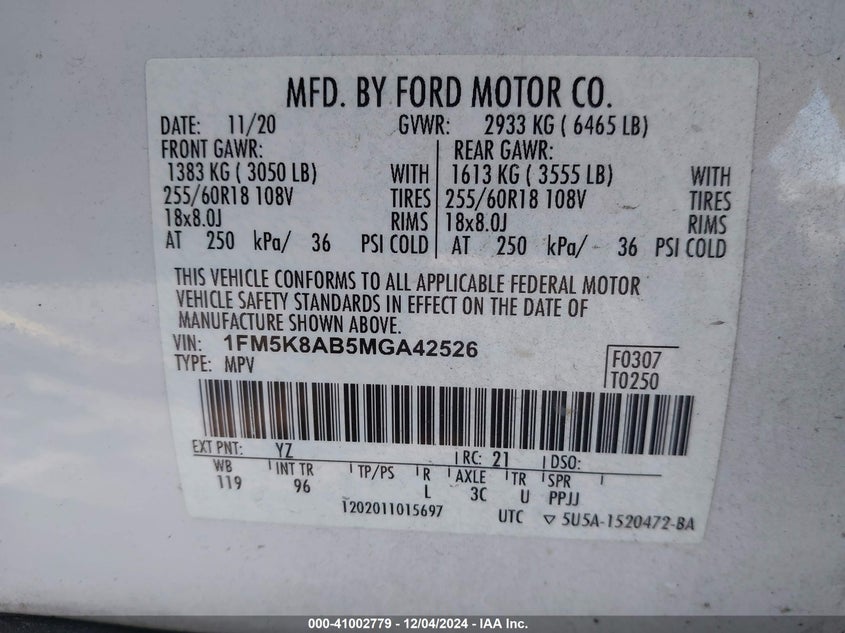 MFD. BY FORD MOTOR CO.
DATE: 11/20 GVWR: 2933 KG ( 6465 LB)
FRONT GAWR: REAR GAWR:
1383 KG ( 3050 LB) WITH 1613 KG ( 3555 LB) WITH
255/60R18 108V TIRES 255/60R18 108V TIRES
18x8.0J RIMS 18x8.0J RIMS
AT 250 kPa/ 36 PSI COLD AT 250 kPa/ 36 PSI COLD
THIS VEHICLE CONFORMS TO ALL APPLICABLE FEDERAL MOTOR
VEHICLE SAFETY STANDARDS IN EFFECT ON THE DATE OF
MANUFACTURE SHOWN ABOVE.
VIN: 1FM5K8AB5MGA42526
TYPE: MPV
F0307
T0250
EXT PNT: YZ RC: 21 DSO:
WB INT TR TP/PS R AXLE TR SPR
119 96 L 3C U PPJJ
1202011015697 UTC ▽ 5U5A-1520472-BA
000-41002779 - 12/04/2024 - IAA Inc.